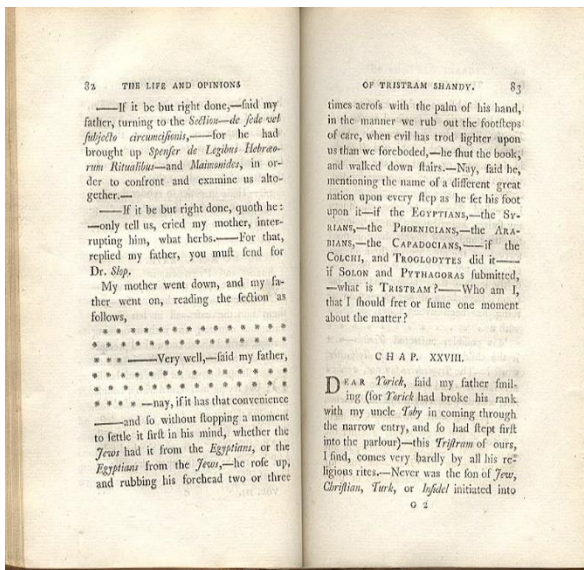 82 THE LIFE AND OPINIONS
——If it be but right done,—ſaid my
father, turning to the Section—de ſede vel
ſubjecto circumciſionis,——for he had
brought up Spenſer de Legibus Hebræo-
rum Ritualibus—and Maimonides, in or-
der to confront and examine us alto-
gether.—
——If it be but right done, quoth he:
—only tell us, cried my mother, inter-
rupting him, what herbs.——For that,
replied my father, you muſt ſend for
Dr. Slop.
My mother went down, and my fa-
ther went on, reading the ſection as
follows,
* * * * * * * * * * * * *
* * * * * * * * * * * * *
* * * ——Very well,—ſaid my father,
* * * * * * * * * * * * *
* * * * * * * * * * * * *
* * * * —nay, if it has that convenience
——and ſo without ſtopping a moment
to ſettle it firſt in his mind, whether the
Jews had it from the Egyptians, or the
Egyptians from the Jews,—he roſe up,
and rubbing his forehead two or three
OF TRISTRAM SHANDY. 83
times acroſs with the palm of his hand,
in the manner we rub out the footſteps
of care, when evil has trod lighter upon
us than we foreboded,—he ſhut the book,
and walked down ſtairs.—Nay, ſaid he,
mentioning the name of a different great
nation upon every ſtep as he ſet his foot
upon it—if the EGYPTIANS,—the SY-
RIANS,—the PHOENICIANS,—the ARA-
BIANS,—the CAPADOCIANS,——if the
COLCHI, and TROGLODYTES did it——
if SOLON and PYTHAGORAS ſubmitted,
—what is TRISTRAM?——Who am I,
that I ſhould fret or fume one moment
about the matter?
CHAP. XXVIII.
DEAR Yorick, ſaid my father ſmil-
ing (for Yorick had broke his rank
with my uncle Toby in coming through
the narrow entry, and ſo had ſtept firſt
into the parlour)—this Triſtram of ours,
I find, comes very hardly by all his re-
ligious rites.—Never was the ſon of Jew,
Chriſtian, Turk, or Infidel initiated into
G 2